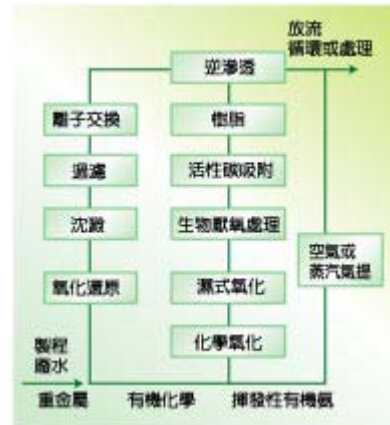 放流
循環或處理
逆滲透
離子交換
樹脂
過濾
活性碳吸附
沈澱
生物厭氧處理
空氣或
蒸汽氣提
氧化還原
濕式氧化
化學氧化
製程
廢水
重金屬
有機化學
揮發性有機氨